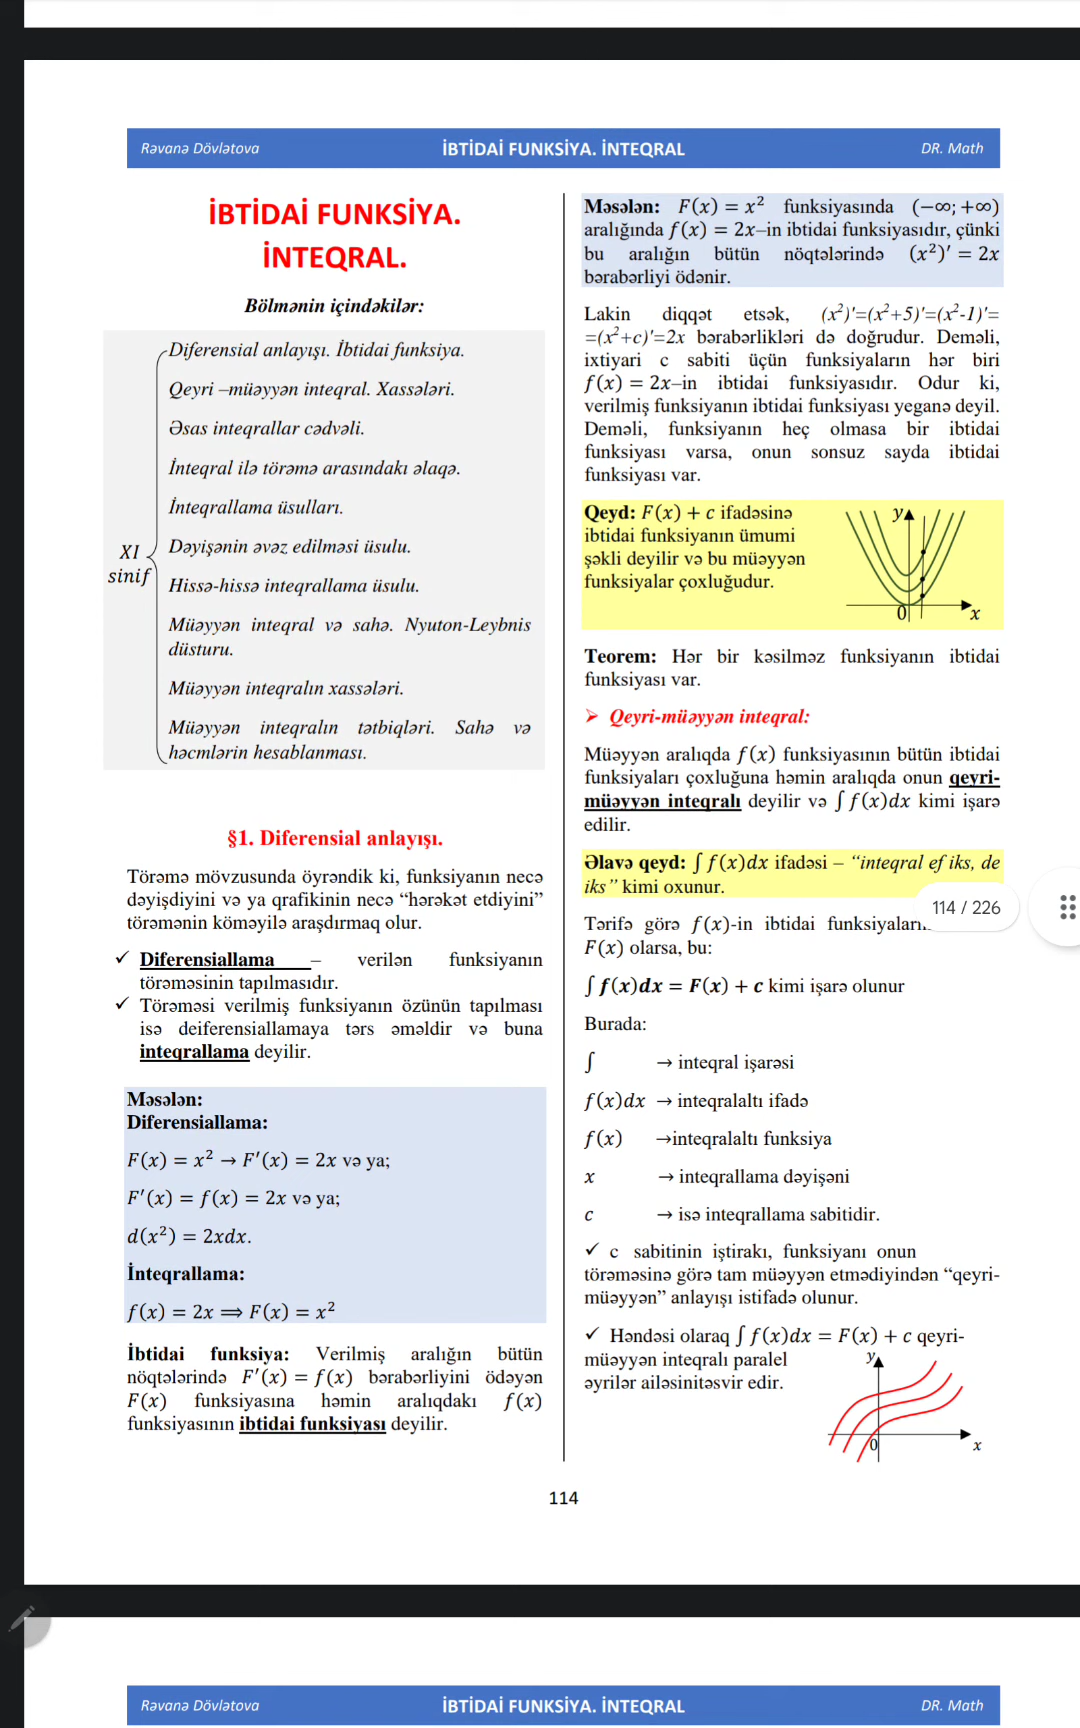 Rəvanə Dövlətova İBTİDAİ FUNKSİYA. İNTEQRAL DR. Math
İBTİDAİ FUNKSİYA.
İNTEQRAL.
Bölmənin içindəkilər:
XI
sinif
Diferensial anlayışı. İbtidai funksiya.
Qeyri –müəyyən inteqral. Xassələri.
Əsas inteqrallar cədvəli.
İnteqral ilə törəmə arasındakı əlaqə.
İnteqrallama üsulları.
Dəyişənin əvəz edilməsi üsulu.
Hissə-hissə inteqrallama üsulu.
Müəyyən inteqral və sahə. Nyuton-Leybnis
düsturu.
Müəyyən inteqralın xassələri.
Müəyyən inteqralın tətbiqləri. Sahə və
həcmlərin hesablanması.
§1. Diferensial anlayışı.
Törəmə mövzusunda öyrəndik ki, funksiyanın necə
dəyişdiyini və ya qrafikinin necə “hərəkət etdiyini”
törəmənin köməyilə araşdırmaq olur.
✓ Diferensiallama – verilən funksiyanın
törəməsinin tapılmasıdır.
✓ Törəməsi verilmiş funksiyanın özünün tapılması
isə deiferensiallamaya tərs əməldir və buna
inteqrallama deyilir.
Məsələn:
Diferensiallama:
F(x) = x² → F′(x) = 2x və ya;
F′(x) = f(x) = 2x və ya;
d(x²) = 2xdx.
İnteqrallama:
f(x) = 2x ⟹ F(x) = x²
İbtidai funksiya: Verilmiş aralığın bütün
nöqtələrində F′(x) = f(x) bərabərliyini ödəyən
F(x) funksiyasına həmin aralıqdakı f(x)
funksiyasının ibtidai funksiyası deyilir.
Məsələn: F(x) = x² funksiyasında (−∞; +∞)
aralığında f(x) = 2x–in ibtidai funksiyasıdır, çünki
bu aralığın bütün nöqtələrində (x²)′ = 2x
bərabərliyi ödənir.
Lakin diqqət etsək, (x²)'=(x²+5)'=(x²-1)'=
=(x²+c)'=2x bərabərlikləri də doğrudur. Deməli,
ixtiyari c sabiti üçün funksiyaların hər biri
f(x) = 2x–in ibtidai funksiyasıdır. Odur ki,
verilmiş funksiyanın ibtidai funksiyası yeganə deyil.
Deməli, funksiyanın heç olmasa bir ibtidai
funksiyası varsa, onun sonsuz sayda ibtidai
funksiyası var.
Qeyd: F(x) + c ifadəsinə
ibtidai funksiyanın ümumi
şəkli deyilir və bu müəyyən
funksiyalar çoxluğudur.
y
0 x
Teorem: Hər bir kəsilməz funksiyanın ibtidai
funksiyası var.
➢ Qeyri-müəyyən inteqral:
Müəyyən aralıqda f(x) funksiyasının bütün ibtidai
funksiyaları çoxluğuna həmin aralıqda onun qeyri-
müəyyən inteqralı deyilir və ∫ f(x)dx kimi işarə
edilir.
Əlavə qeyd: ∫ f(x)dx ifadəsi – “inteqral ef iks, de
iks” kimi oxunur.
114 / 226
Tərifə görə f(x)-in ibtidai funksiyaları
F(x) olarsa, bu:
∫ f(x)dx = F(x) + c kimi işarə olunur
Burada:
∫ → inteqral işarəsi
f(x)dx → inteqralaltı ifadə
f(x) →inteqralaltı funksiya
x → inteqrallama dəyişəni
c → isə inteqrallama sabitidir.
✓ c sabitinin iştirakı, funksiyanı onun
törəməsinə görə tam müəyyən etmədiyindən “qeyri-
müəyyən” anlayışı istifadə olunur.
✓ Həndəsi olaraq ∫ f(x)dx = F(x) + c qeyri-
müəyyən inteqralı paralel
əyrilər ailəsinitəsvir edir.
y
0 x
114
Rəvanə Dövlətova İBTİDAİ FUNKSİYA. İNTEQRAL DR. Math